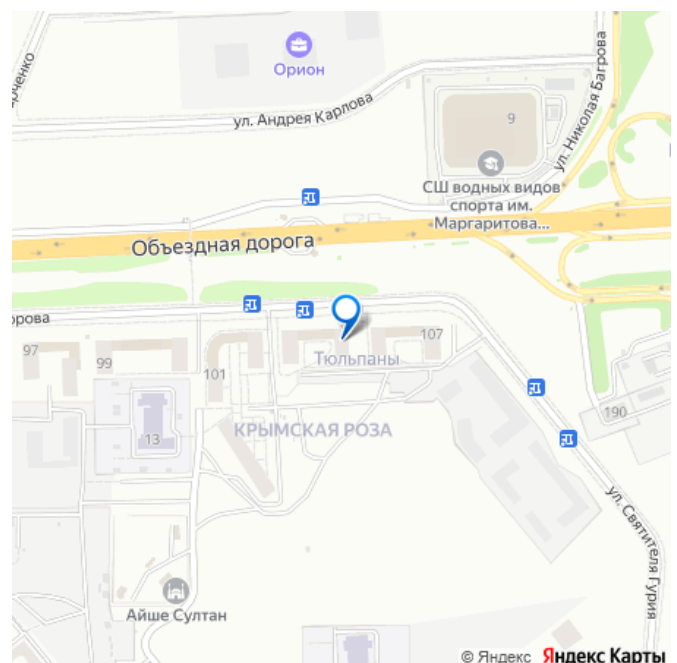 Орион
ул. Андрея Карлова
9
ул. Николая Багрова
СШ водных видов
спорта им.
Маргаритова...
Объездная дорога
97
99
101
Тюльпаны
107
13
КРЫМСКАЯ РОЗА
190
ул. Святителя Гурия
Айше Султан
© Яндекс Яндекс Карты